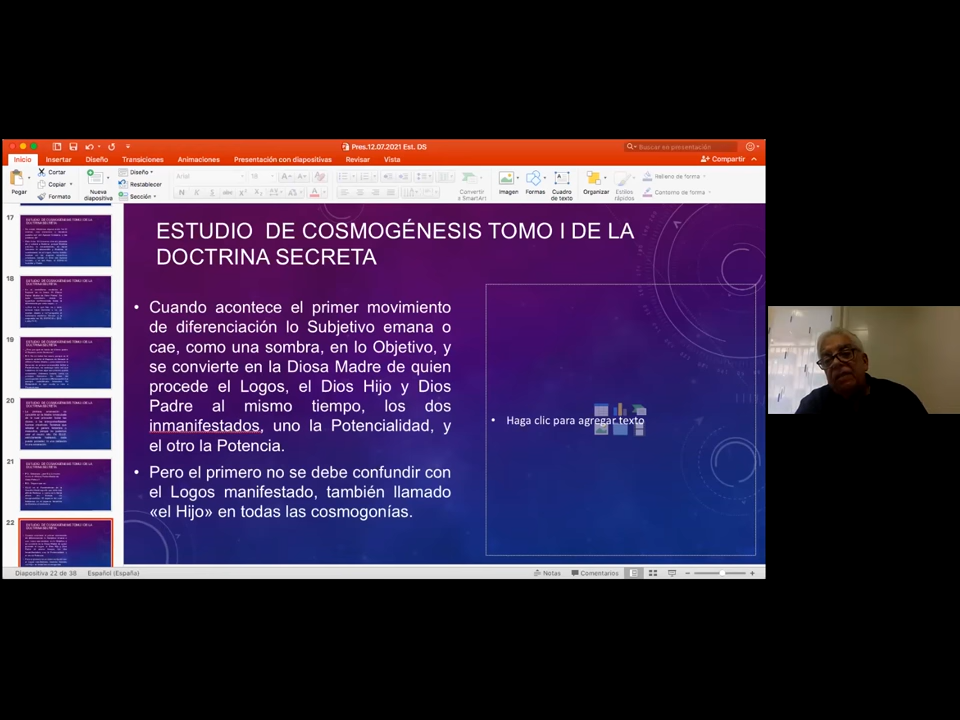 Pres.12.07.2021 Est. DS
Buscar en presentación
Inicio Insertar Diseño Transiciones Animaciones Presentación con diapositivas Revisar Vista Compartir
Pegar
Cortar
Copiar
Formato
Nueva
diapositiva
Diseño
Restablecer
Sección
Arial
Convertir
a SmartArt
Imagen
Formas
Cuadro
de texto
Organizar
Estilos
rápidos
Relleno de forma
Contorno de forma
17
18
19
20
21
22
ESTUDIO DE COSMOGÉNESIS TOMO I DE LA
DOCTRINA SECRETA
• Cuando acontece el primer movimiento
de diferenciación lo Subjetivo emana o
cae, como una sombra, en lo Objetivo, y
se convierte en la Diosa Madre de quien
procede el Logos, el Dios Hijo y Dios
Padre al mismo tiempo, los dos
inmanifestados, uno la Potencialidad, y
el otro la Potencia.
• Pero el primero no se debe confundir con
el Logos manifestado, también llamado
«el Hijo» en todas las cosmogonías.
• Haga clic para agregar texto
Diapositiva 22 de 38 Español (España) Notas Comentarios